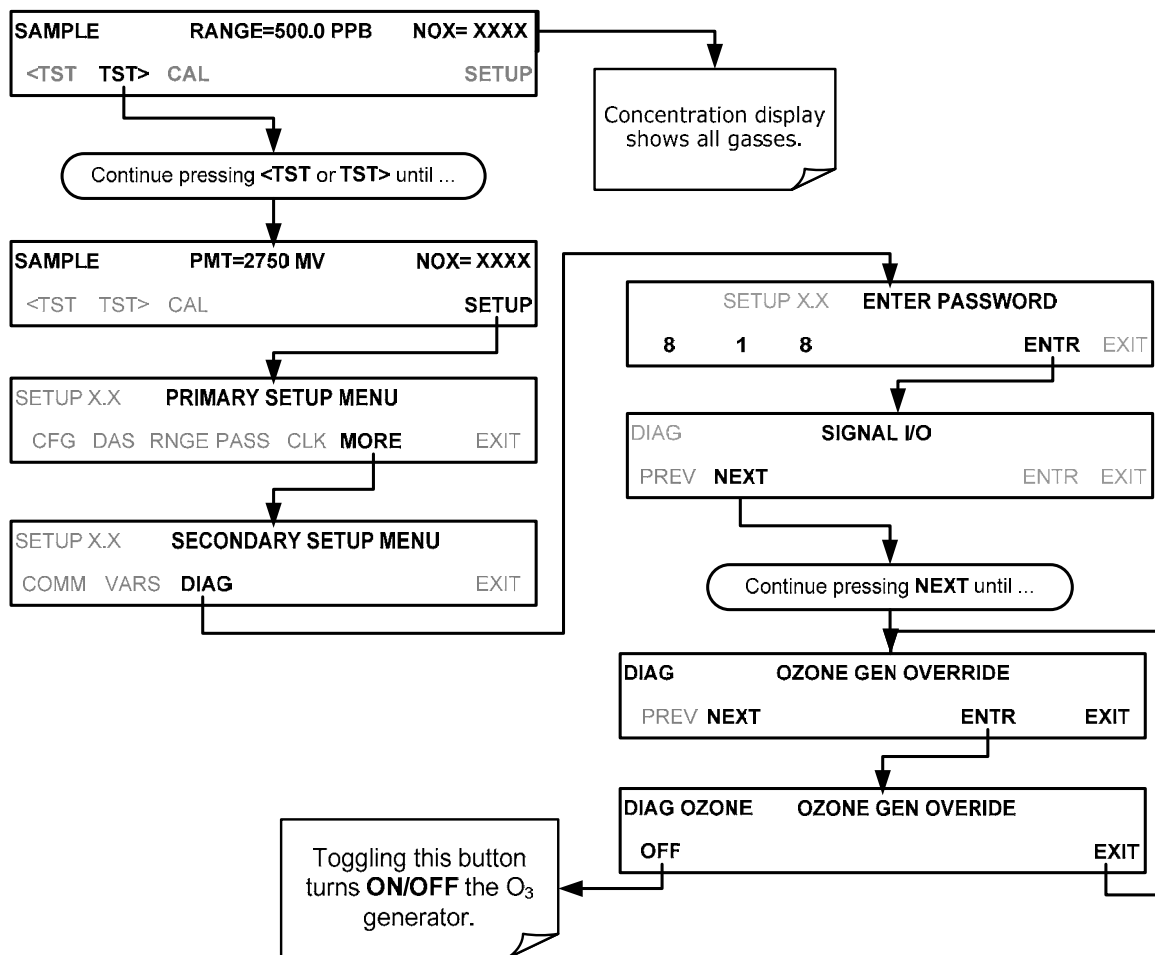 SAMPLE RANGE=500.0 PPB NOX= XXXX
<TST TST> CAL SETUP
Concentration display
shows all gasses.
Continue pressing <TST or TST> until ...
SAMPLE PMT=2750 MV NOX= XXXX
<TST TST> CAL SETUP
SETUP X.X PRIMARY SETUP MENU
CFG DAS RNGE PASS CLK MORE EXIT
SETUP X.X SECONDARY SETUP MENU
COMM VARS DIAG EXIT
SETUP X.X ENTER PASSWORD
8 1 8 ENTR EXIT
DIAG SIGNAL I/O
PREV NEXT ENTR EXIT
Continue pressing NEXT until ...
DIAG OZONE GEN OVERRIDE
PREV NEXT ENTR EXIT
DIAG OZONE OZONE GEN OVERIDE
OFF EXIT
Toggling this button
turns ON/OFF the O3
generator.